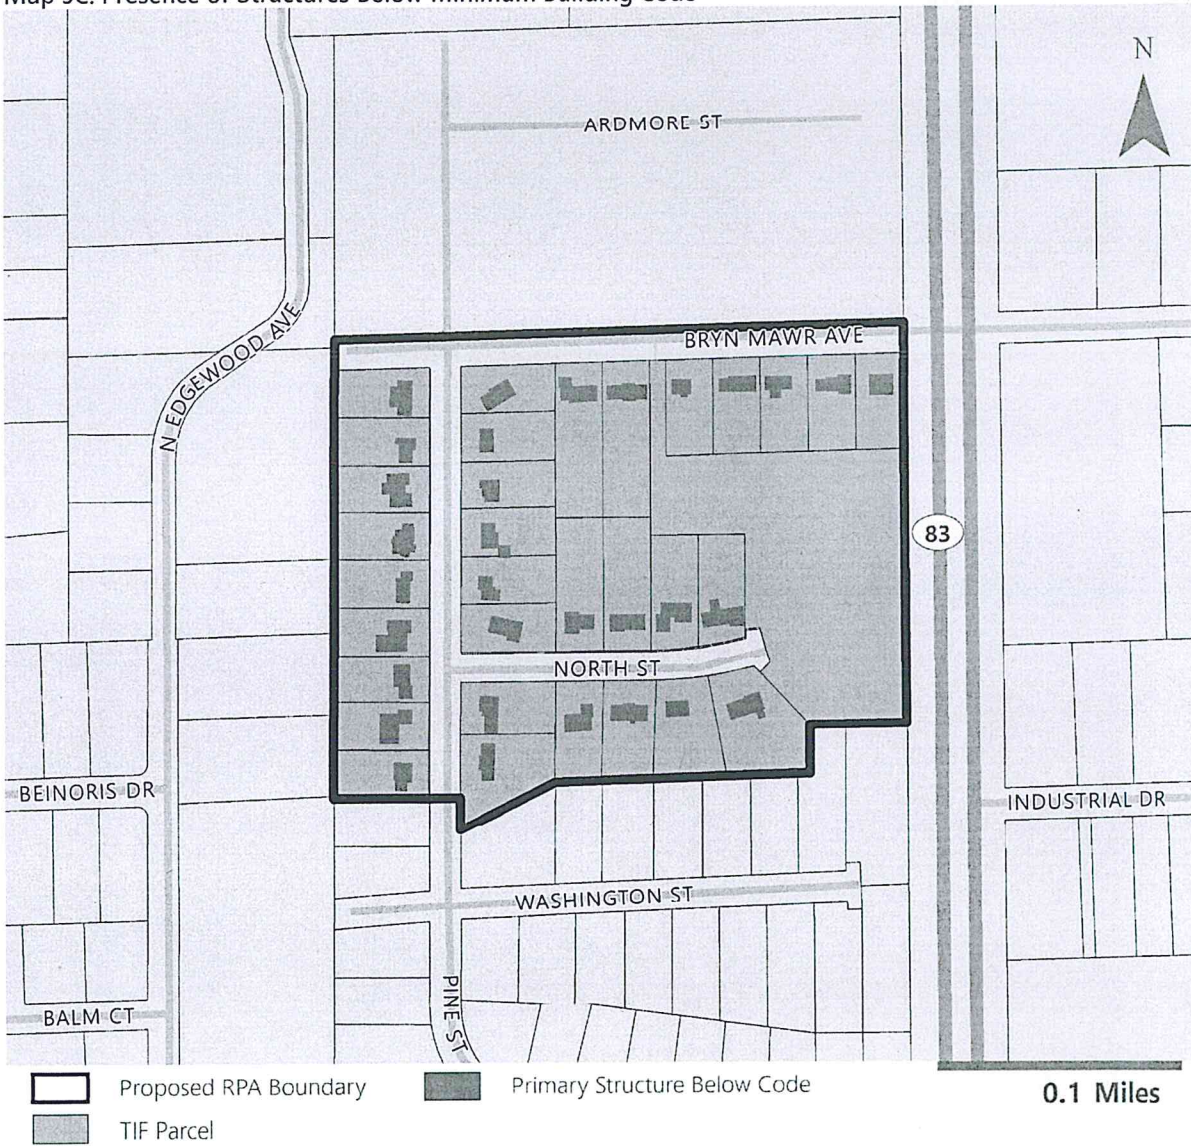 Map 5C: Presence of Structures Below Minimum Building Code
N
ARDMORE ST
N EDGEWOOD AVE
BRYN MAWR AVE
83
NORTH ST
BEINORIS DR
INDUSTRIAL DR
WASHINGTON ST
PINE ST
BALM CT
Proposed RPA Boundary
Primary Structure Below Code
0.1 Miles
TIF Parcel